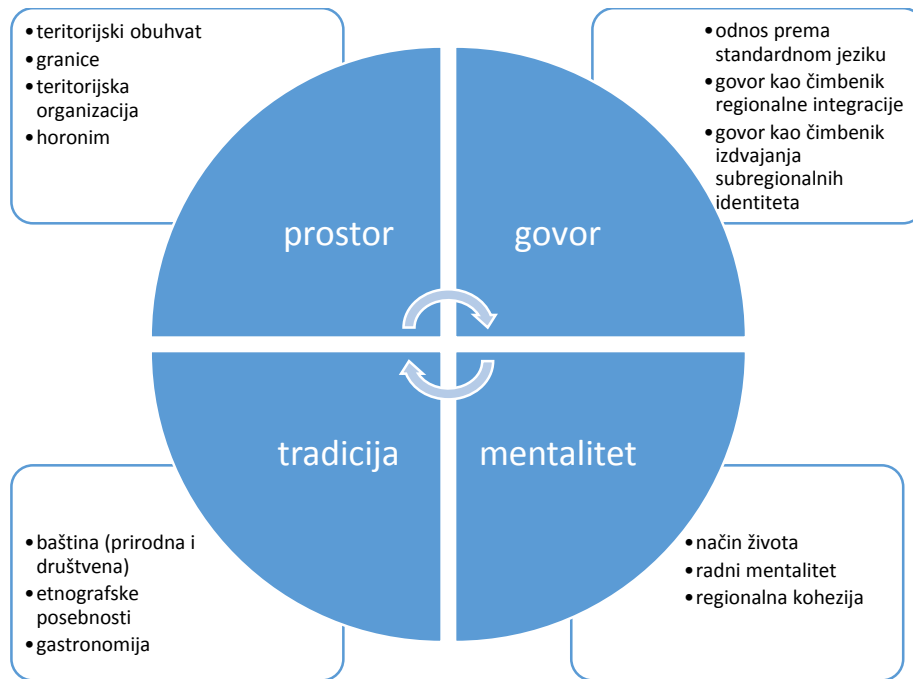 •teritorijski obuhvat
•granice
•teritorijska
organizacija
•horonim
•odnos prema
standardnom jeziku
•govor kao čimbenik
regionalne integracije
•govor kao čimbenik
izdvajanja
subregionalnih
identiteta
prostor
govor
tradicija
mentalitet
•baština (prirodna i
društvena)
•etnografske
posebnosti
•gastronomija
•način života
•radni mentalitet
•regionalna kohezija